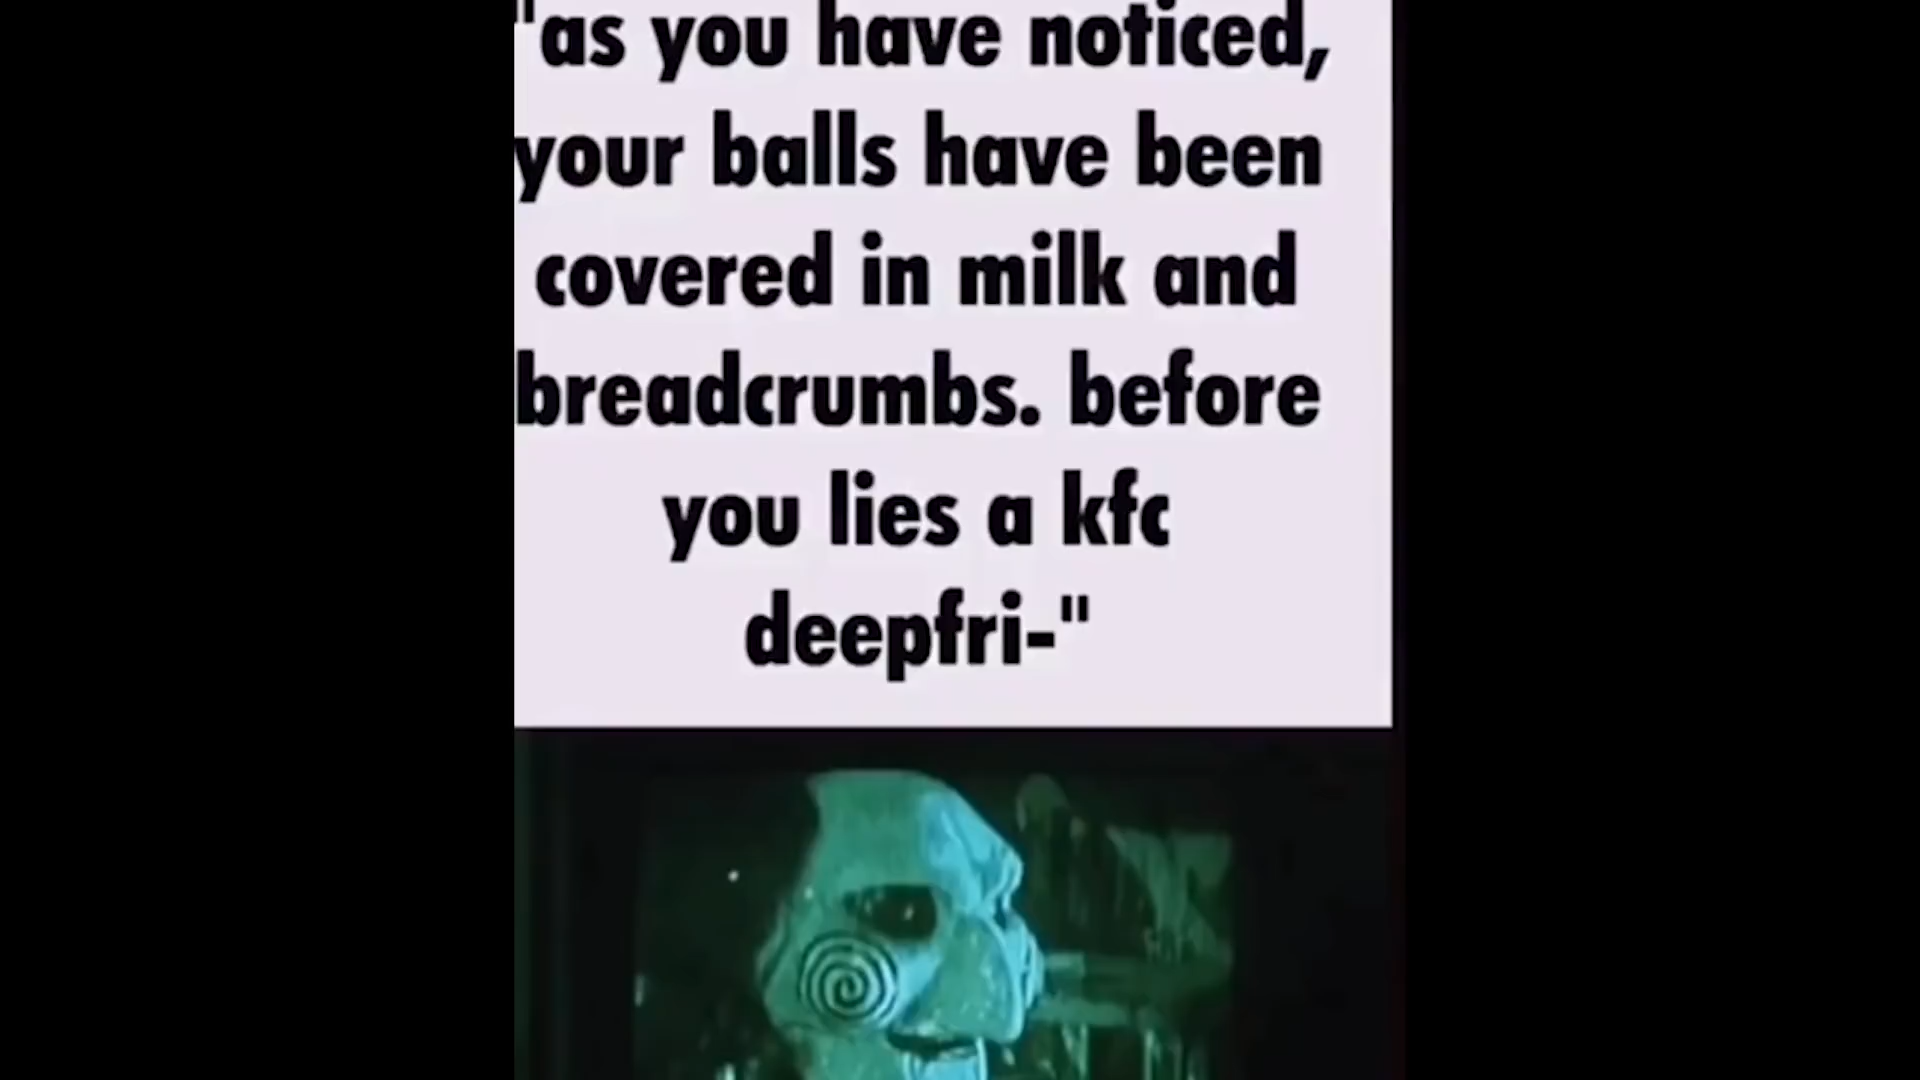 "as you have noticed,
your balls have been
covered in milk and
breadcrumbs. before
you lies a kfc
deepfri-"